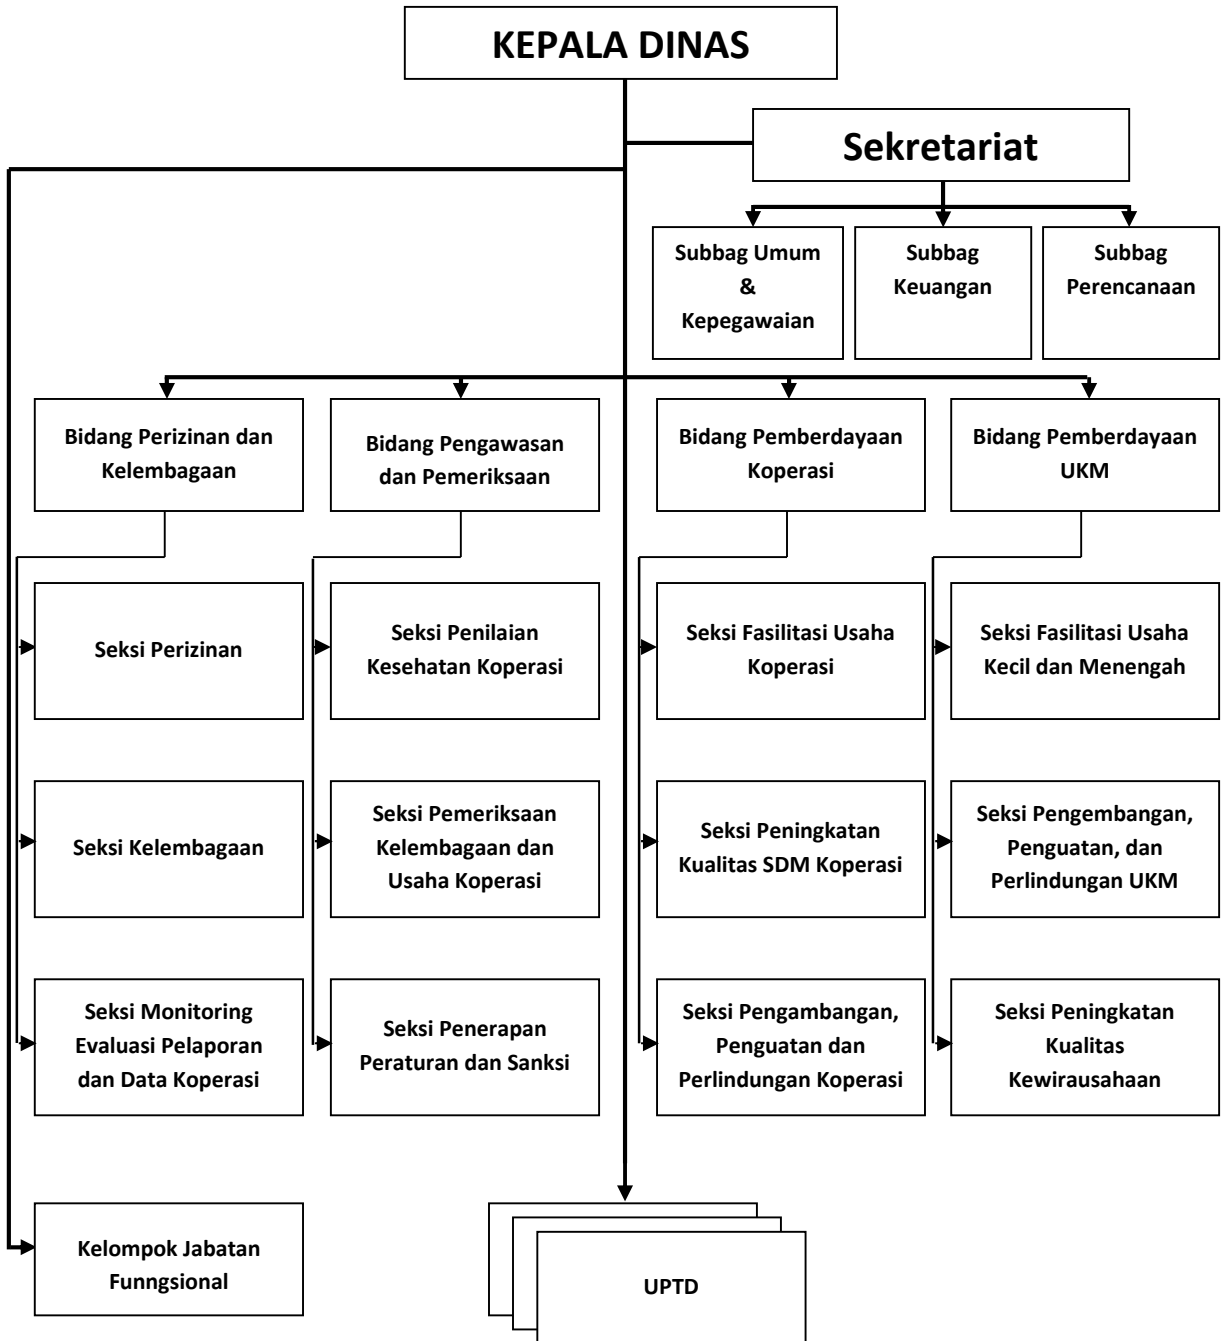 KEPALA DINAS
Sekretariat
Subbag Umum
&
Kepegawaian
Subbag
Keuangan
Subbag
Perencanaan
Bidang Perizinan dan
Kelembagaan
Bidang Pengawasan
dan Pemeriksaan
Bidang Pemberdayaan
Koperasi
Bidang Pemberdayaan
UKM
Seksi Perizinan
Seksi Penilaian
Kesehatan Koperasi
Seksi Fasilitasi Usaha
Koperasi
Seksi Fasilitasi Usaha
Kecil dan Menengah
Seksi Kelembagaan
Seksi Pemeriksaan
Kelembagaan dan
Usaha Koperasi
Seksi Peningkatan
Kualitas SDM Koperasi
Seksi Pengembangan,
Penguatan, dan
Perlindungan UKM
Seksi Monitoring
Evaluasi Pelaporan
dan Data Koperasi
Seksi Penerapan
Peraturan dan Sanksi
Seksi Pengambangan,
Penguatan dan
Perlindungan Koperasi
Seksi Peningkatan
Kualitas
Kewirausahaan
Kelompok Jabatan
Funngsional
UPTD